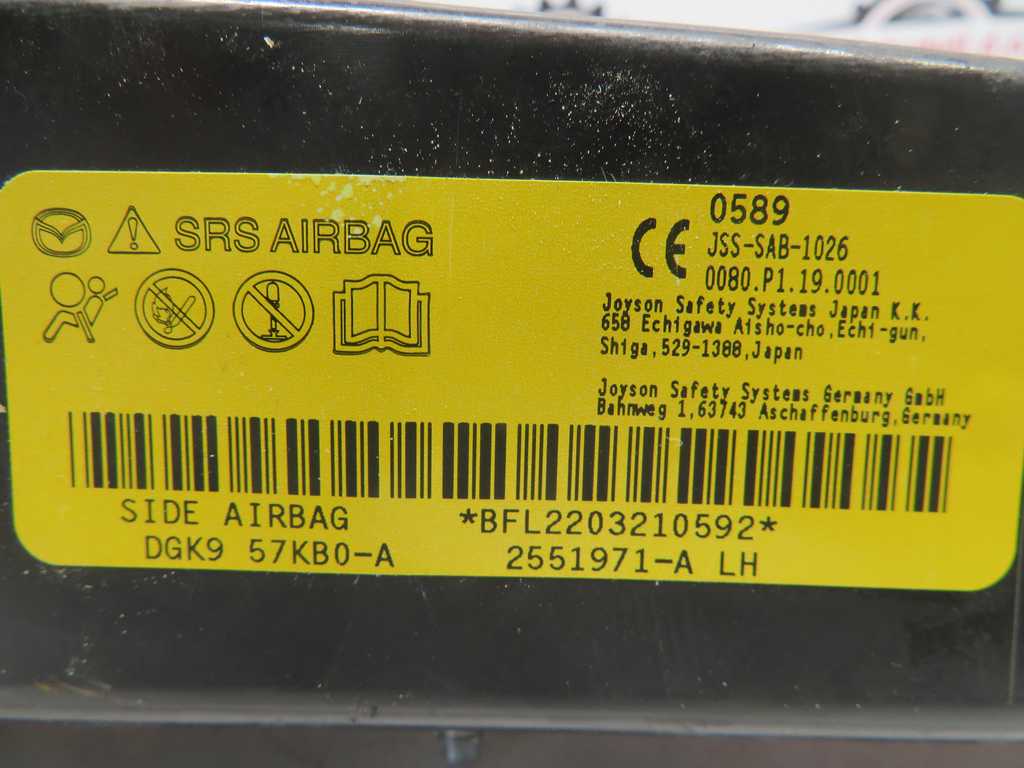 SRS AIRBAG
CE 0589
JSS-SAB-1026
0080.P1.19.0001
Joyson Safety Systems Japan K.K.
658 Echigawa Aisho-cho,Echi-gun,
Shiga,529-1388,Japan
Joyson Safety Systems Germany GmbH
Bahnweg 1,63743 Aschaffenburg,Germany
SIDE AIRBAG
*BFL2203210592*
DGK9 57KB0-A
2551971-A LH